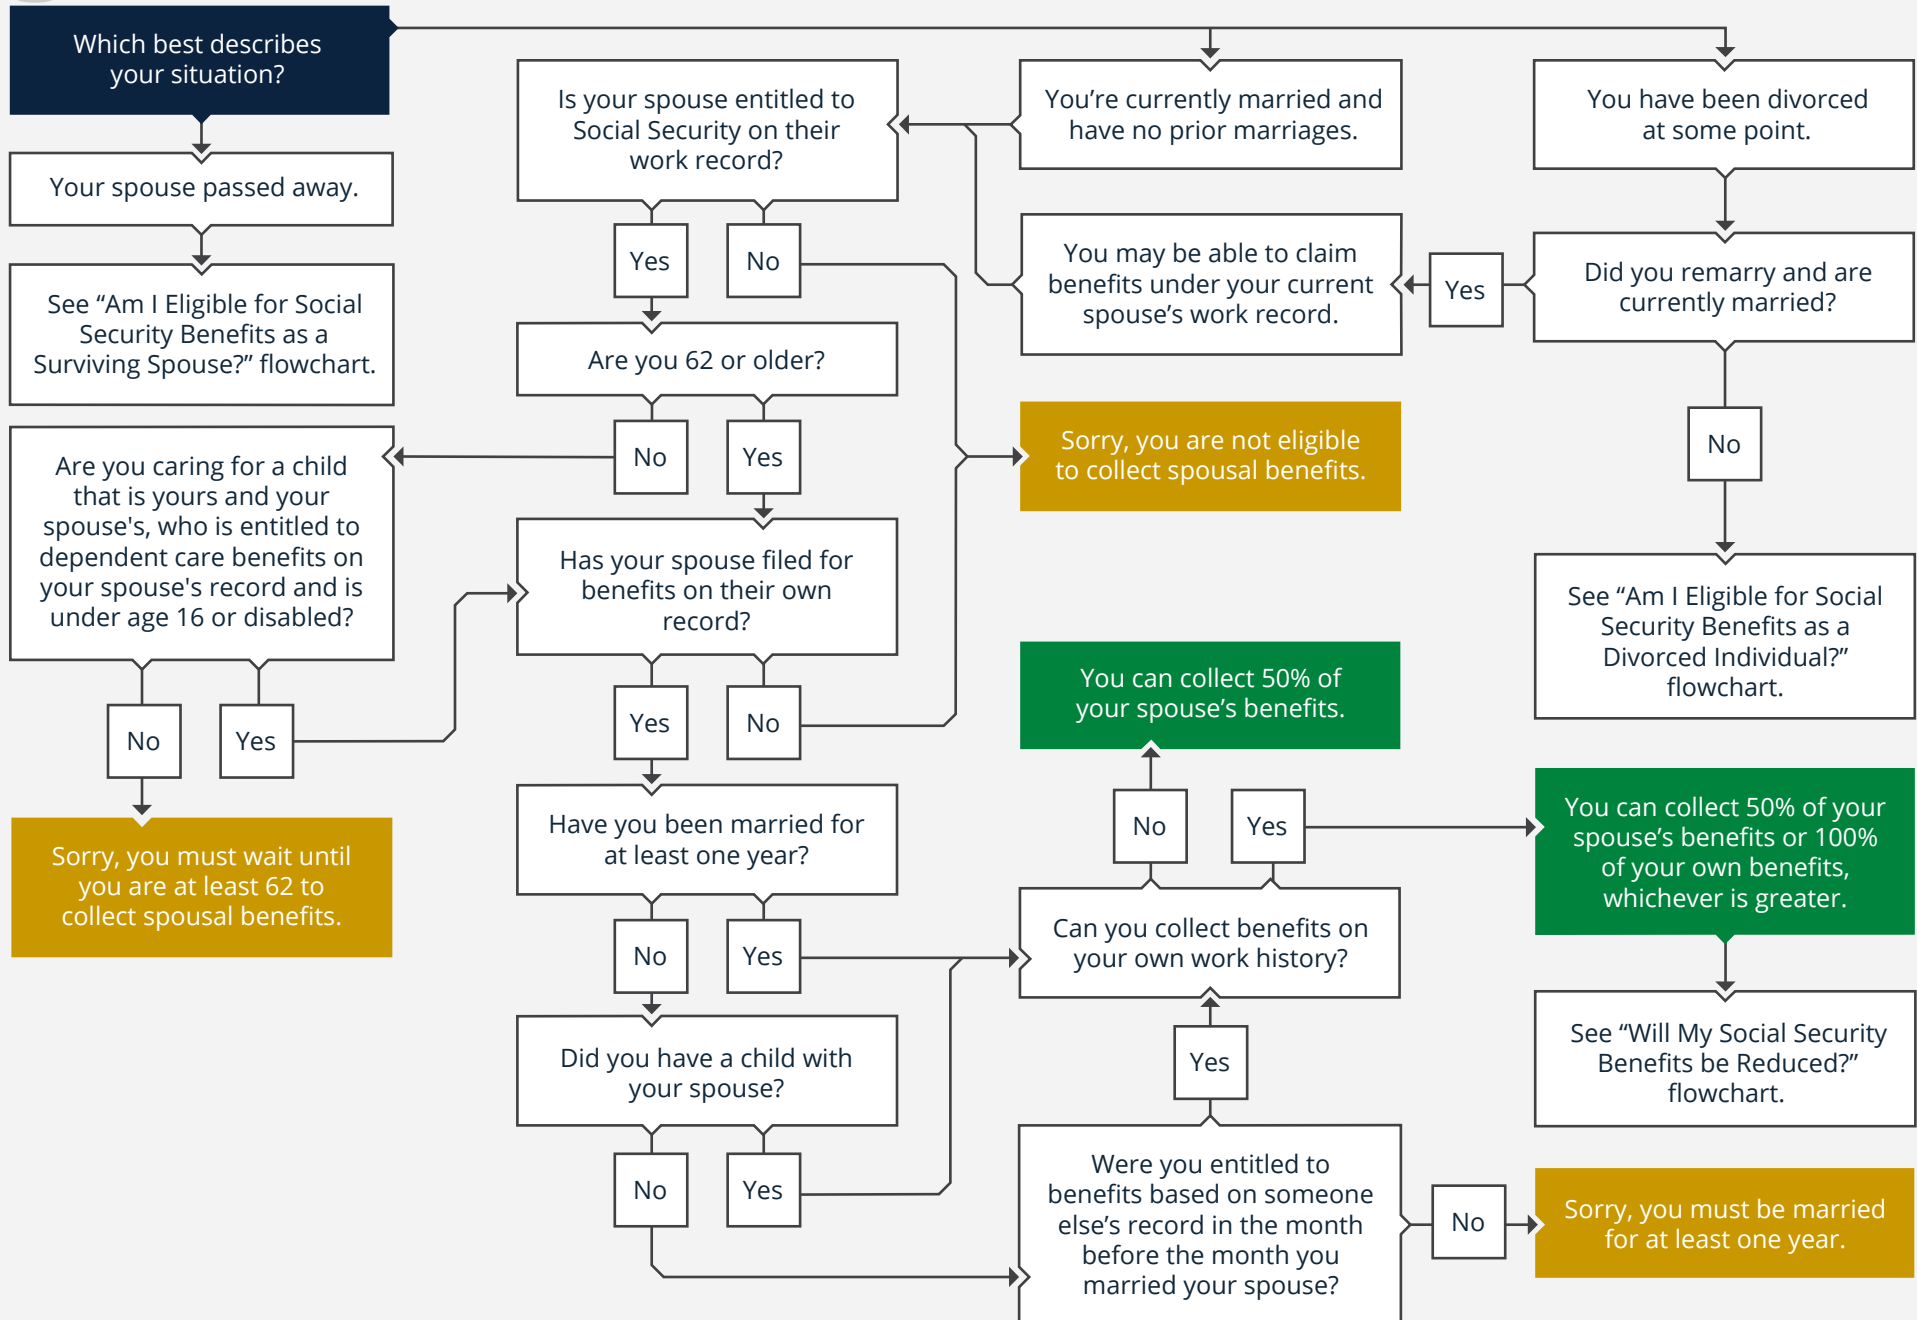 Which best describes
your situation?
Your spouse passed away.
See “Am I Eligible for Social
Security Benefits as a
Surviving Spouse?” flowchart.
You’re currently married and
have no prior marriages.
You have been divorced
at some point.
Did you remarry and are
currently married?
Yes
You may be able to claim
benefits under your current
spouse’s work record.
No
See “Am I Eligible for Social
Security Benefits as a
Divorced Individual?”
flowchart.
Is your spouse entitled to
Social Security on their
work record?
Yes
No
Are you 62 or older?
No
Yes
Sorry, you are not eligible
to collect spousal benefits.
Are you caring for a child
that is yours and your
spouse's, who is entitled to
dependent care benefits on
your spouse's record and is
under age 16 or disabled?
No
Yes
Sorry, you must wait until
you are at least 62 to
collect spousal benefits.
Has your spouse filed for
benefits on their own
record?
Yes
No
Have you been married for
at least one year?
No
Yes
Did you have a child with
your spouse?
No
Yes
You can collect 50% of
your spouse’s benefits.
No
Yes
Can you collect benefits on
your own work history?
Yes
Were you entitled to
benefits based on someone
else’s record in the month
before the month you
married your spouse?
No
Sorry, you must be married
for at least one year.
You can collect 50% of your
spouse’s benefits or 100%
of your own benefits,
whichever is greater.
See “Will My Social Security
Benefits be Reduced?”
flowchart.